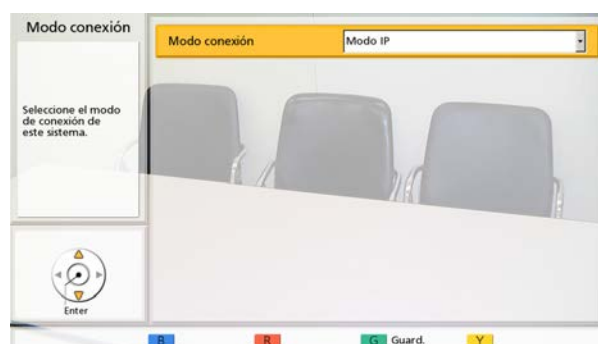 Modo conexión
Modo conexión
Modo IP
Seleccione el modo
de conexión de
este sistema.
Enter
B
R
G Guard.
Y